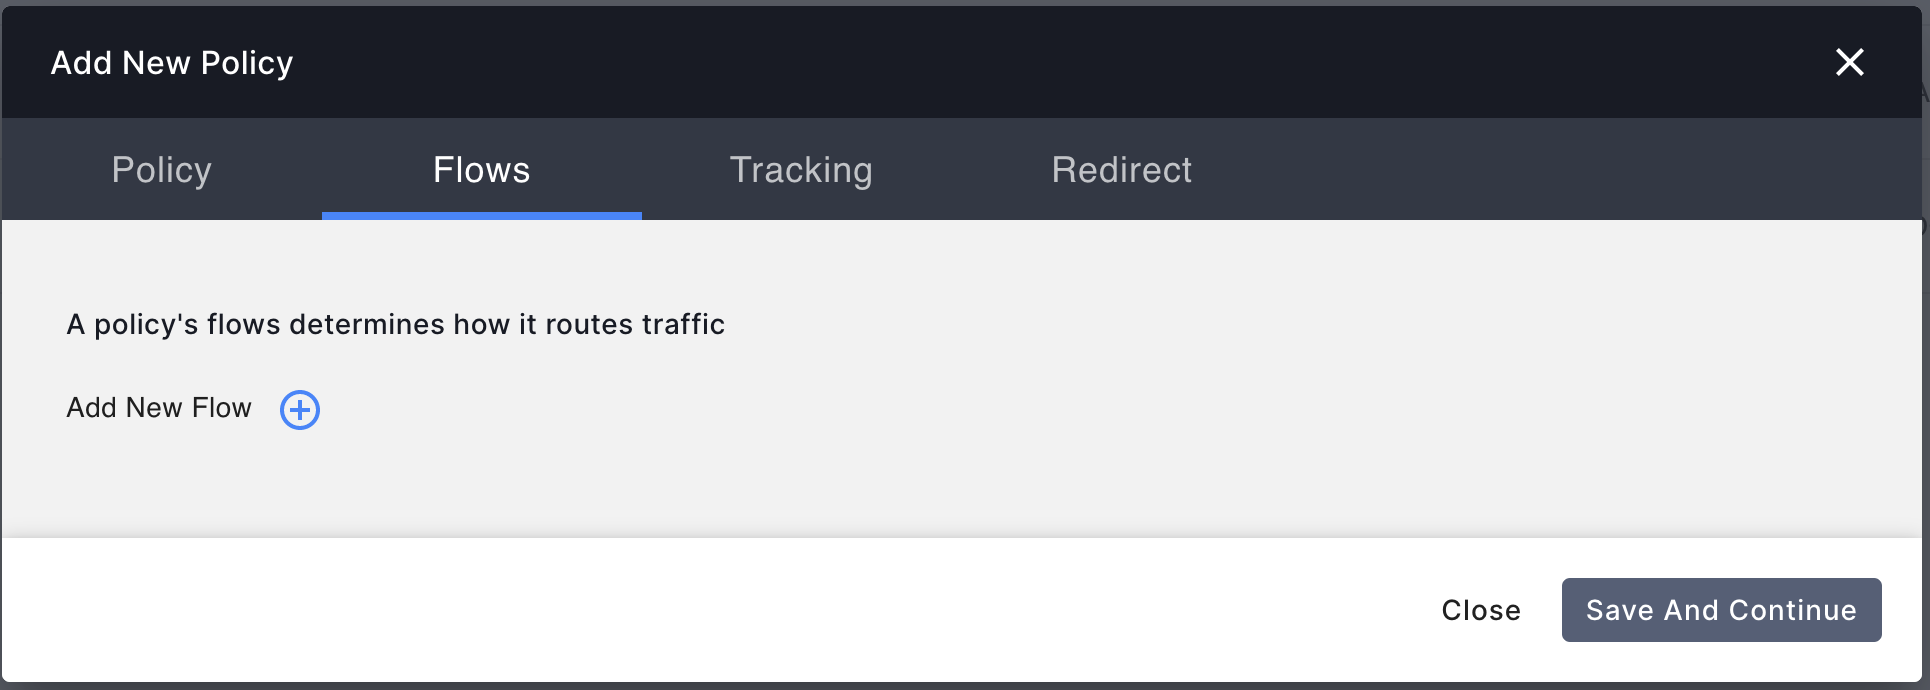 Add New Policy
Policy Flows Tracking Redirect
A policy's flows determines how it routes traffic
Add New Flow
Close Save And Continue